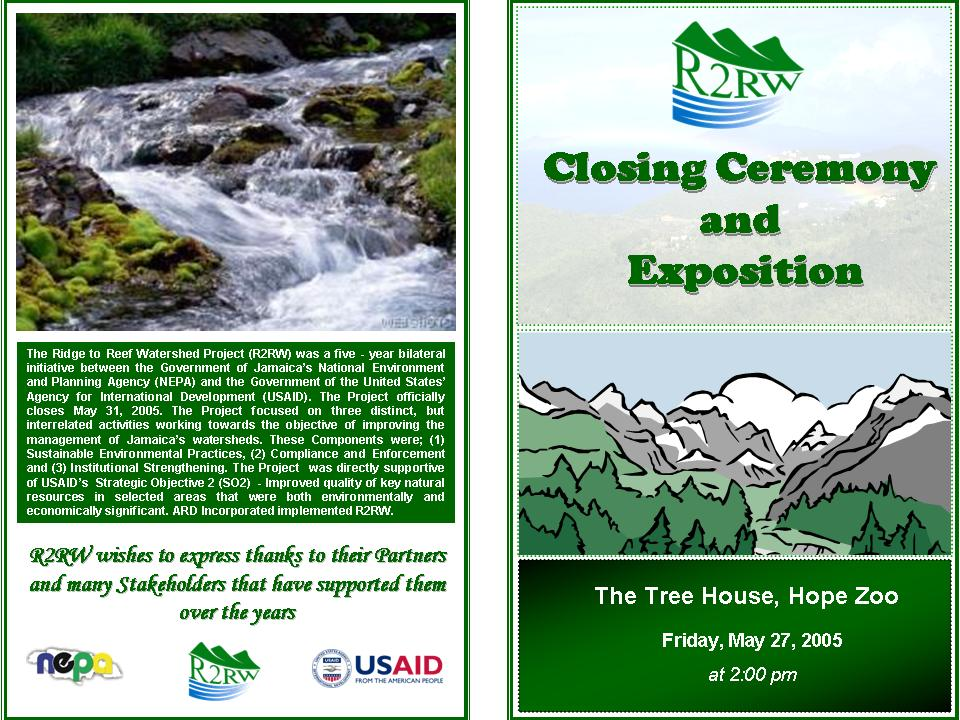 WEBSHOTS
The Ridge to Reef Watershed Project (R2RW) was a five - year bilateral
initiative between the Government of Jamaica's National Environment
and Planning Agency (NEPA) and the Government of the United States'
Agency for International Development (USAID). The Project officially
closes May 31, 2005. The Project focused on three distinct, but
interrelated activities working towards the objective of improving the
management of Jamaica's watersheds. These Components were; (1)
Sustainable Environmental Practices, (2) Compliance and Enforcement
and (3) Institutional Strengthening. The Project was directly supportive
of USAID's Strategic Objective 2 (SO2) - Improved quality of key natural
resources in selected areas that were both environmentally and
economically significant. ARD Incorporated implemented R2RW.
R2RW wishes to express thanks to their Partners
and many Stakeholders that have supported them
over the years
nepa
R2RW
USAID
FROM THE AMERICAN PEOPLE
R2RW
Closing Ceremony
and
Exposition
The Tree House, Hope Zoo
Friday, May 27, 2005
at 2:00 pm